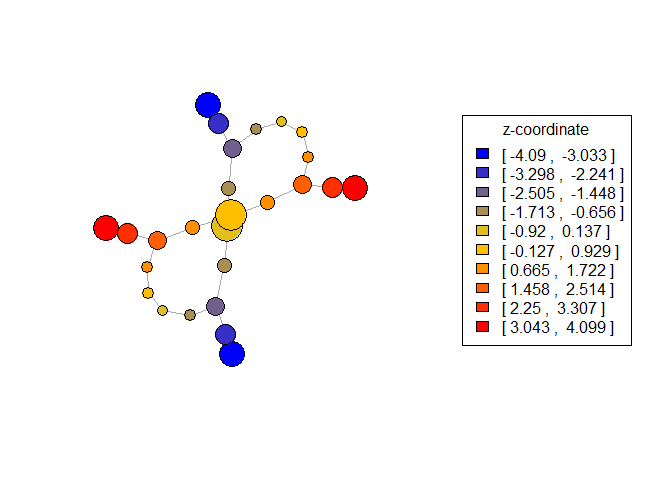 z-coordinate
[ -4.09 ,  -3.033 ]
[ -3.298 ,  -2.241 ]
[ -2.505 ,  -1.448 ]
[ -1.713 ,  -0.656 ]
[ -0.92 ,  0.137 ]
[ -0.127 ,  0.929 ]
[ 0.665 ,  1.722 ]
[ 1.458 ,  2.514 ]
[ 2.25 ,  3.307 ]
[ 3.043 ,  4.099 ]